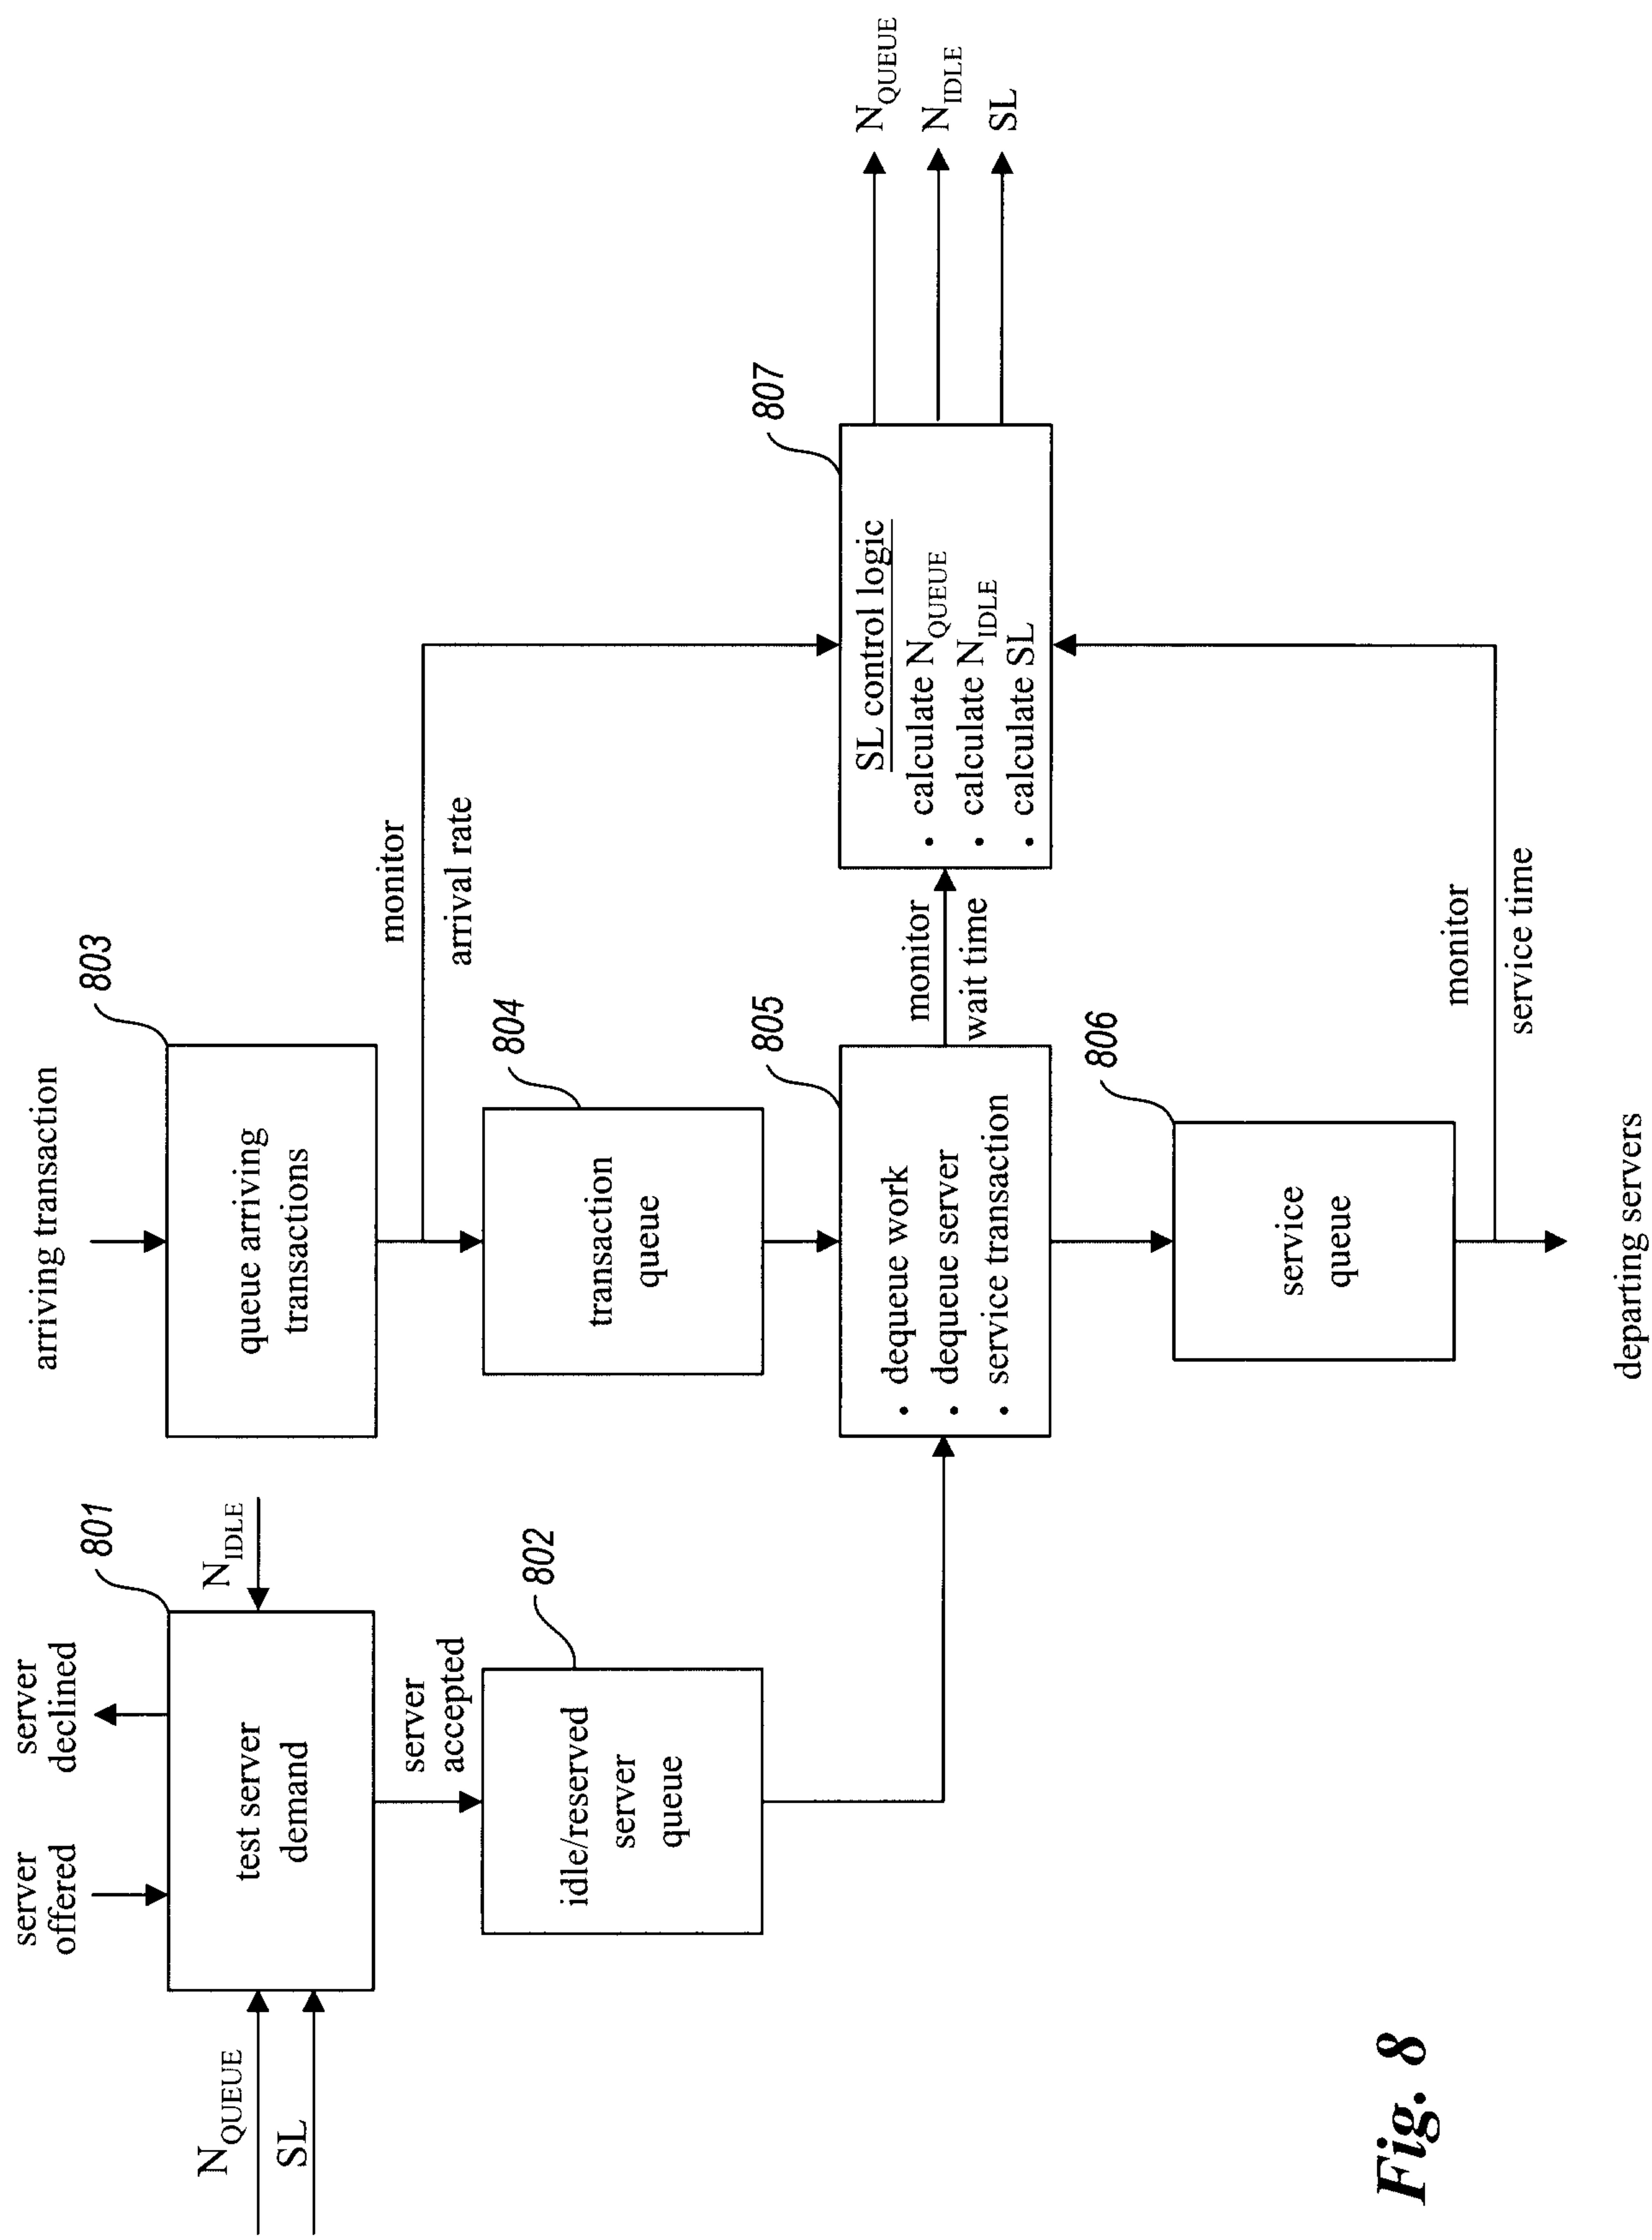 arriving transaction
server
offered
server
declined
801
803
N_QUEUE
SL
test server
demand
N_IDLE
queue arriving
transactions
server
accepted
802
idle/reserved
server
queue
804
transaction
queue
monitor
arrival rate
805
• dequeue work
• dequeue server
• service transaction
monitor
wait time
807
SL control logic
• calculate N_QUEUE
• calculate N_IDLE
• calculate SL
N_QUEUE
N_IDLE
SL
806
service
queue
monitor
service time
departing servers
Fig. 8